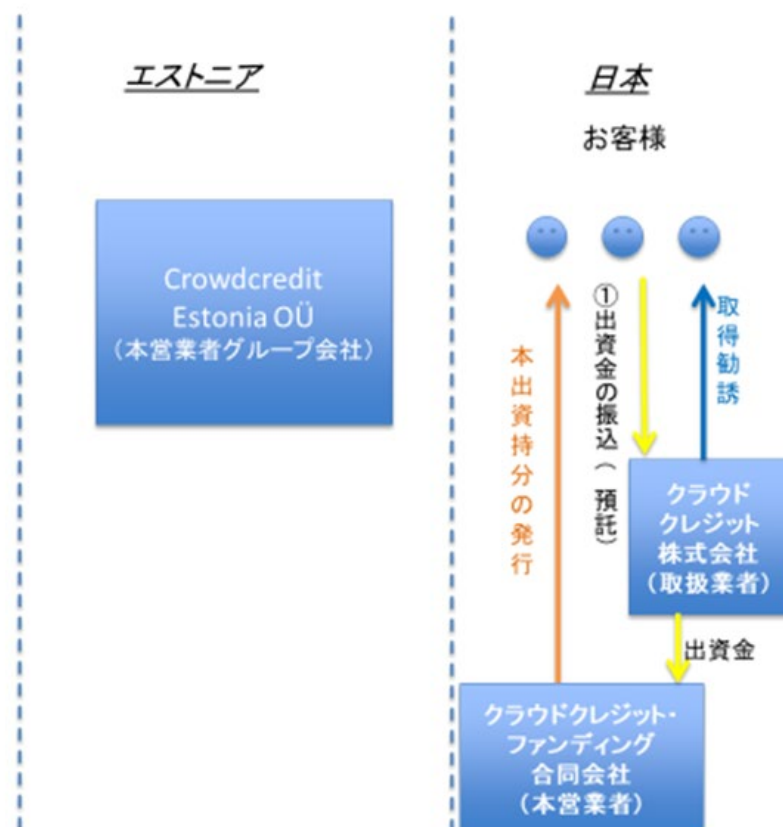 エストニア
日本
お客様
Crowdcredit
Estonia OÜ
（本営業者グループ会社）
本出資持分の発行
①出資金の振込（預託）
取得勧誘
クラウド
クレジット
株式会社
（取扱業者）
出資金
クラウドクレジット・
ファンディング
合同会社
（本営業者）